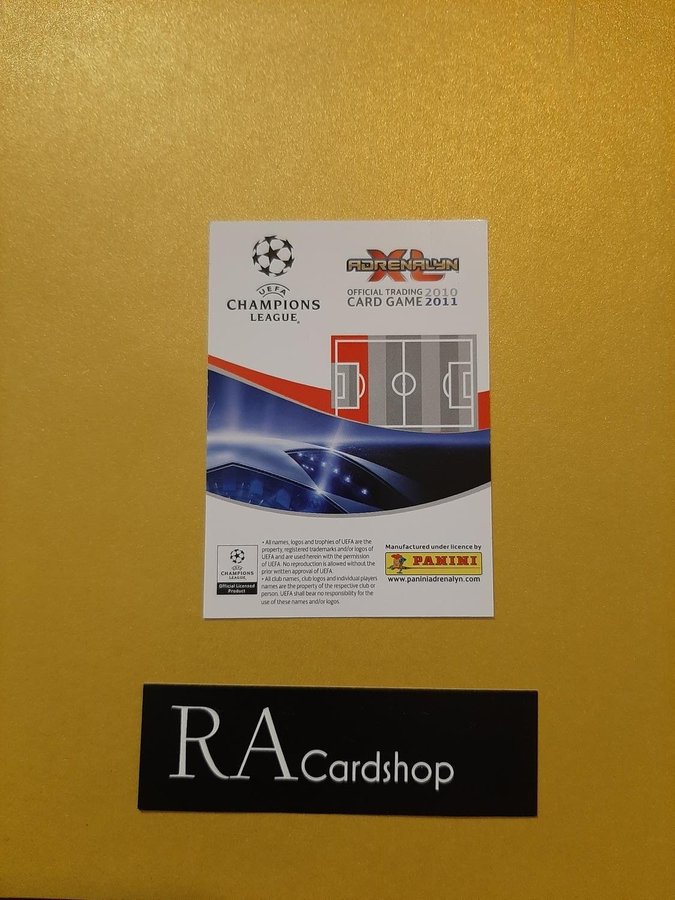 UEFA
CHAMPIONS
LEAGUE®
ADRENALYN XL
OFFICIAL TRADING 2010
CARD GAME 2011
UEFA
CHAMPIONS
LEAGUE
Official Licensed
Product
• All names, logos and trophies of UEFA are the
property, registered trademarks and/or logos of
UEFA and are used herein with the permission
of UEFA. No reproduction is allowed without the
prior written approval of UEFA.
• All club names, club logos and individual players
names are the property of the respective club or
person. UEFA shall bear no responsibility for the
use of these names and/or logos.
Manufactured under licence by
PANINI
www.paniniadrenalyn.com
RA Cardshop